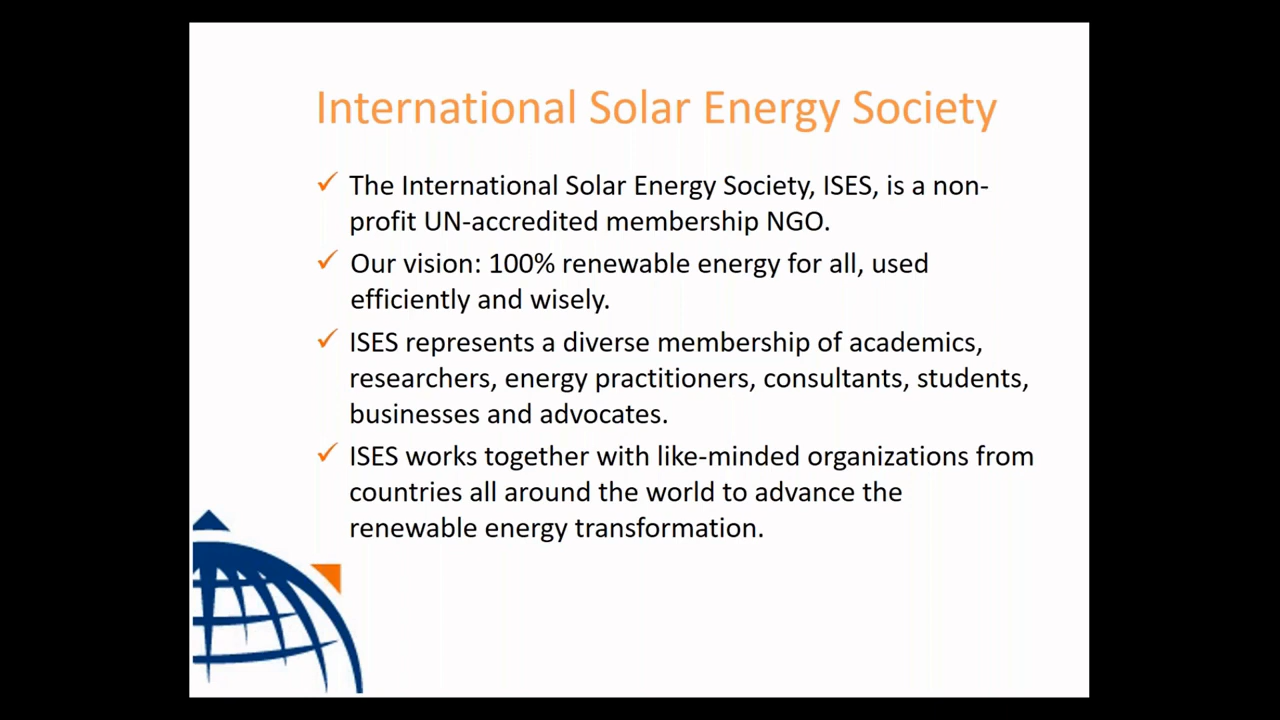 International Solar Energy Society
✓ The International Solar Energy Society, ISES, is a non-
profit UN-accredited membership NGO.
✓ Our vision: 100% renewable energy for all, used
efficiently and wisely.
✓ ISES represents a diverse membership of academics,
researchers, energy practitioners, consultants, students,
businesses and advocates.
✓ ISES works together with like-minded organizations from
countries all around the world to advance the
renewable energy transformation.